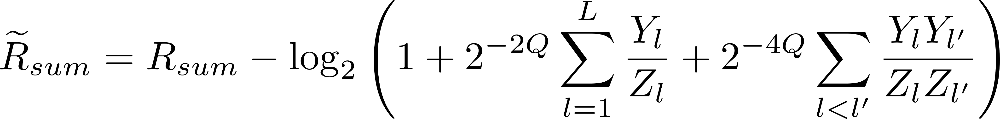 \widetilde{R}_{sum} = R_{sum} - \log_2 \left( 1 + 2^{-2Q} \sum_{l=1}^{L} \frac{Y_l}{Z_l} + 2^{-4Q} \sum_{l<l'} \frac{Y_l Y_{l'}}{Z_l Z_{l'}} \right)